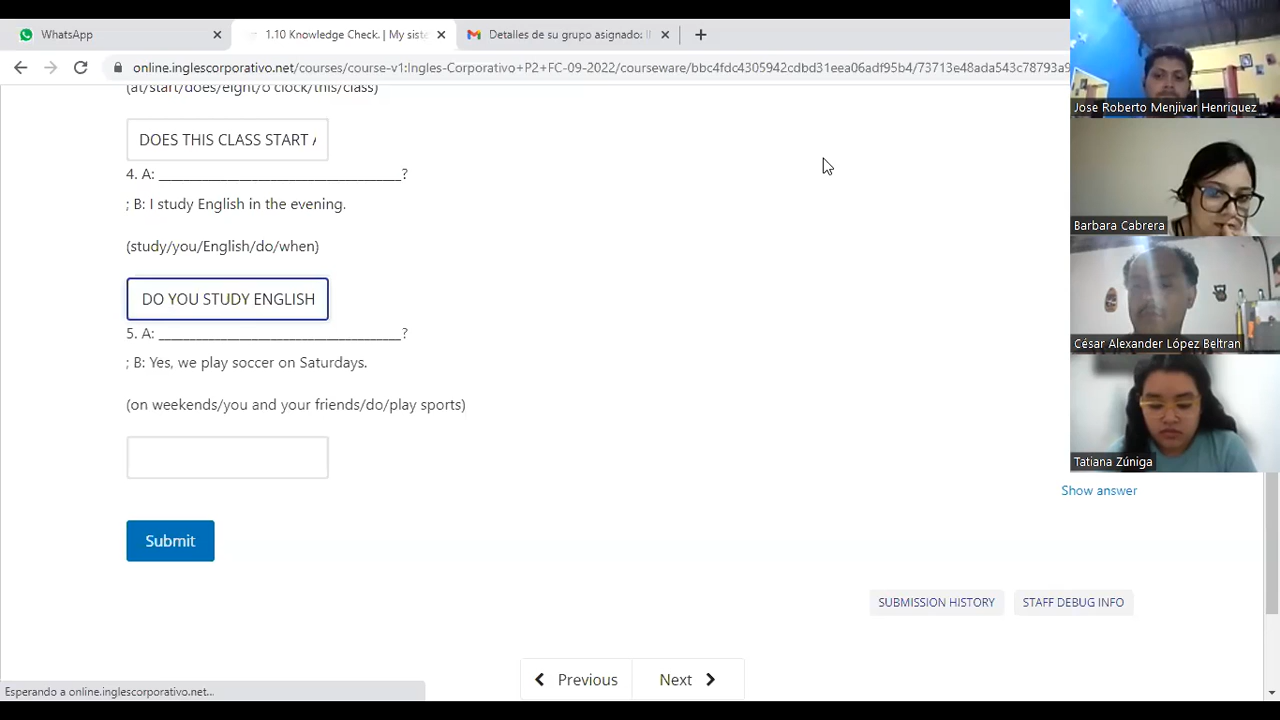 WhatsApp
1.10 Knowledge Check. | My sist
Detalles de su grupo asignado: I
online.inglescorporativo.net/courses/course-v1:Ingles-Corporativo+P2+FC-09-2022/courseware/bbc4fdc4305942cdbd31eea06adf95b4/73713e48ada543c78793a9
(at/start/does/eight/o'clock/this/class)
DOES THIS CLASS START A
4. A: ___________________________________?
; B: I study English in the evening.
(study/you/English/do/when)
DO YOU STUDY ENGLISH
5. A: ___________________________________?
; B: Yes, we play soccer on Saturdays.
(on weekends/you and your friends/do/play sports)
Show answer
Submit
SUBMISSION HISTORY
STAFF DEBUG INFO
Previous
Next
Esperando a online.inglescorporativo.net...
Jose Roberto Menjivar Henriquez
Barbara Cabrera
César Alexander López Beltran
Tatiana Zúniga